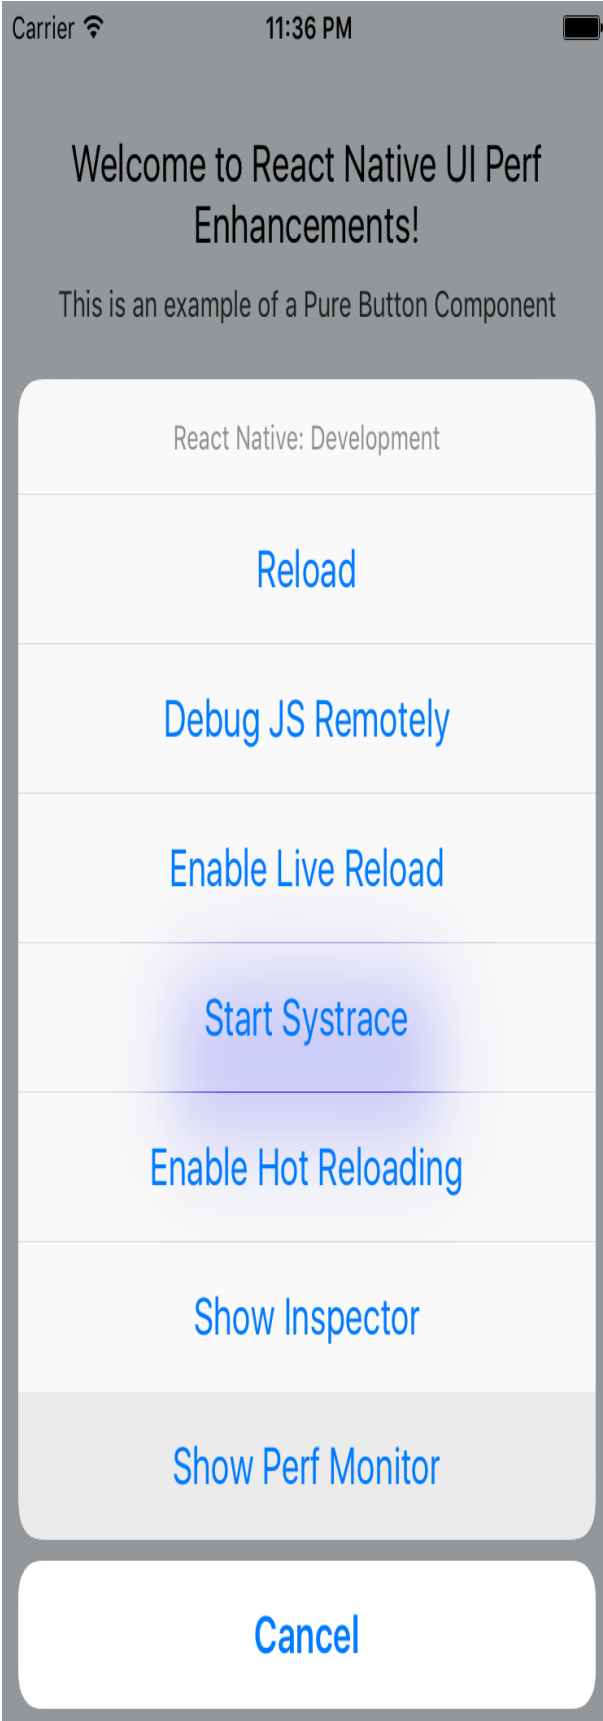 Carrier 11:36 PM
Welcome to React Native UI Perf
Enhancements!
This is an example of a Pure Button Component
React Native: Development
Reload
Debug JS Remotely
Enable Live Reload
Start Systrace
Enable Hot Reloading
Show Inspector
Show Perf Monitor
Cancel